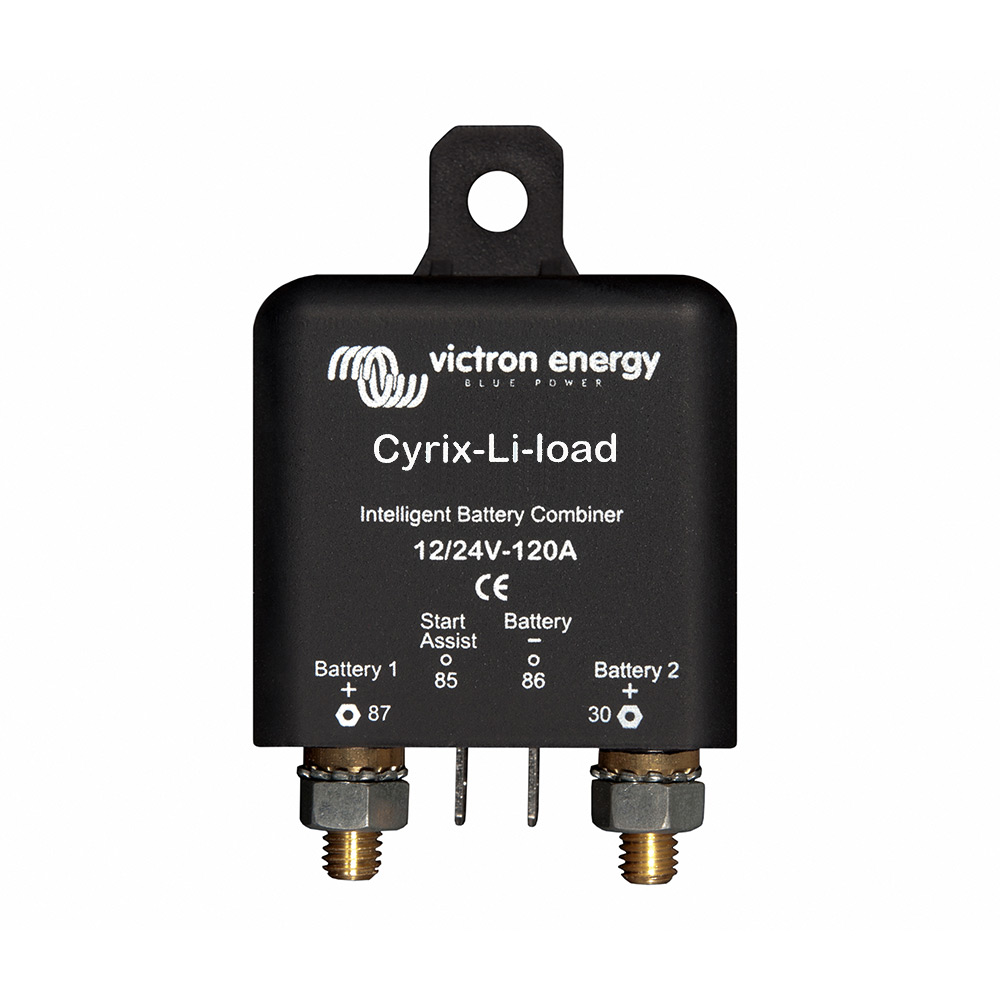 victron energy
BLUE POWER
Cyrix-Li-load
Intelligent Battery Combiner
12/24V-120A
CE
Start Battery
Assist −
Battery 1 85 86 Battery 2
+ +
87 30